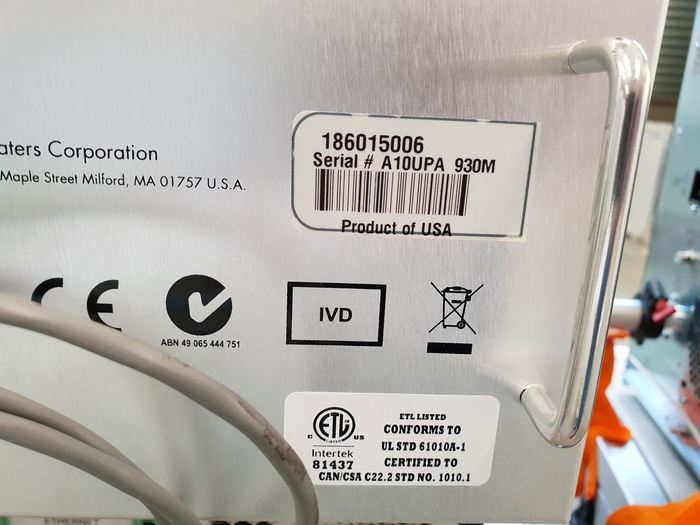 186015006
Serial # A10UPA 930M
Product of USA
aters Corporation
Maple Street Milford, MA 01757 U.S.A.
CE
ABN 49 065 444 751
IVD
ETL
LISTED
C US
Intertek
81437
ETL LISTED
CONFORMS TO
UL STD 61010A-1
CERTIFIED TO
CAN/CSA C22.2 STD NO. 1010.1
ETHERNET